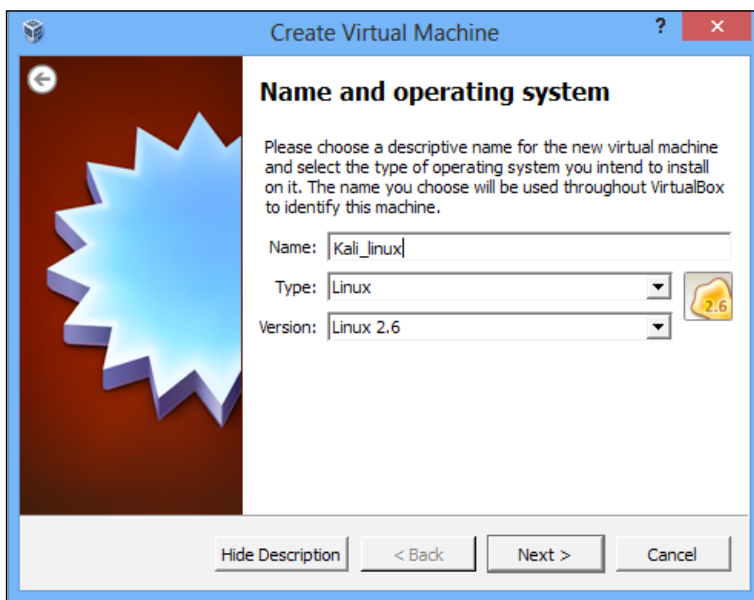 Create Virtual Machine
?
Name and operating system
Please choose a descriptive name for the new virtual machine
and select the type of operating system you intend to install
on it. The name you choose will be used throughout VirtualBox
to identify this machine.
Name: Kali_linux
Type: Linux
2.6
Version: Linux 2.6
Hide Description < Back Next > Cancel